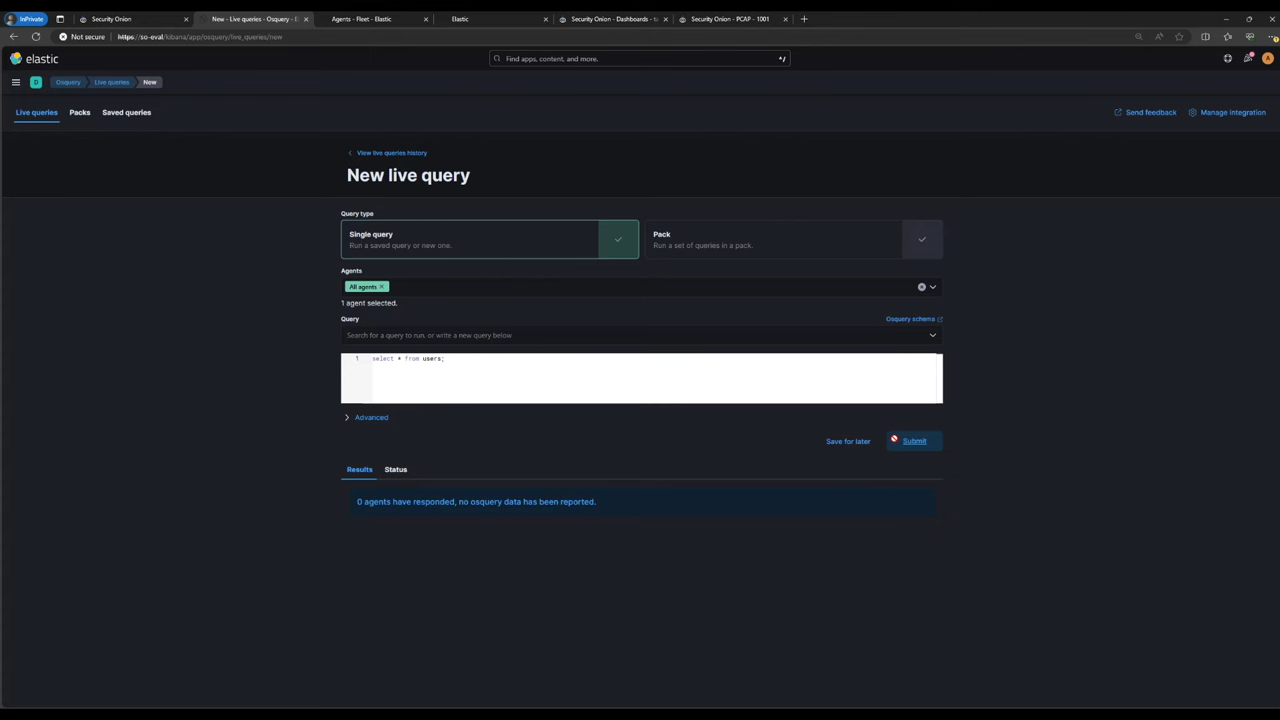 InPrivate
Security Onion
New - Live queries - Osquery - E
Agents - Fleet - Elastic
Elastic
Security Onion - Dashboards - ta
Security Onion - PCAP - 1001
Not secure
https://so-eval/kibana/app/osquery/live_queries/new
elastic
Find apps, content, and more.
D
Osquery
Live queries
New
A
Live queries
Packs
Saved queries
Send feedback
Manage integration
View live queries history
New live query
Query type
Single query
Run a saved query or new one.
Pack
Run a set of queries in a pack.
Agents
All agents
1 agent selected.
Query
Osquery schema
Search for a query to run, or write a new query below
1 select * from users;
Advanced
Save for later
Submit
Results
Status
0 agents have responded, no osquery data has been reported.